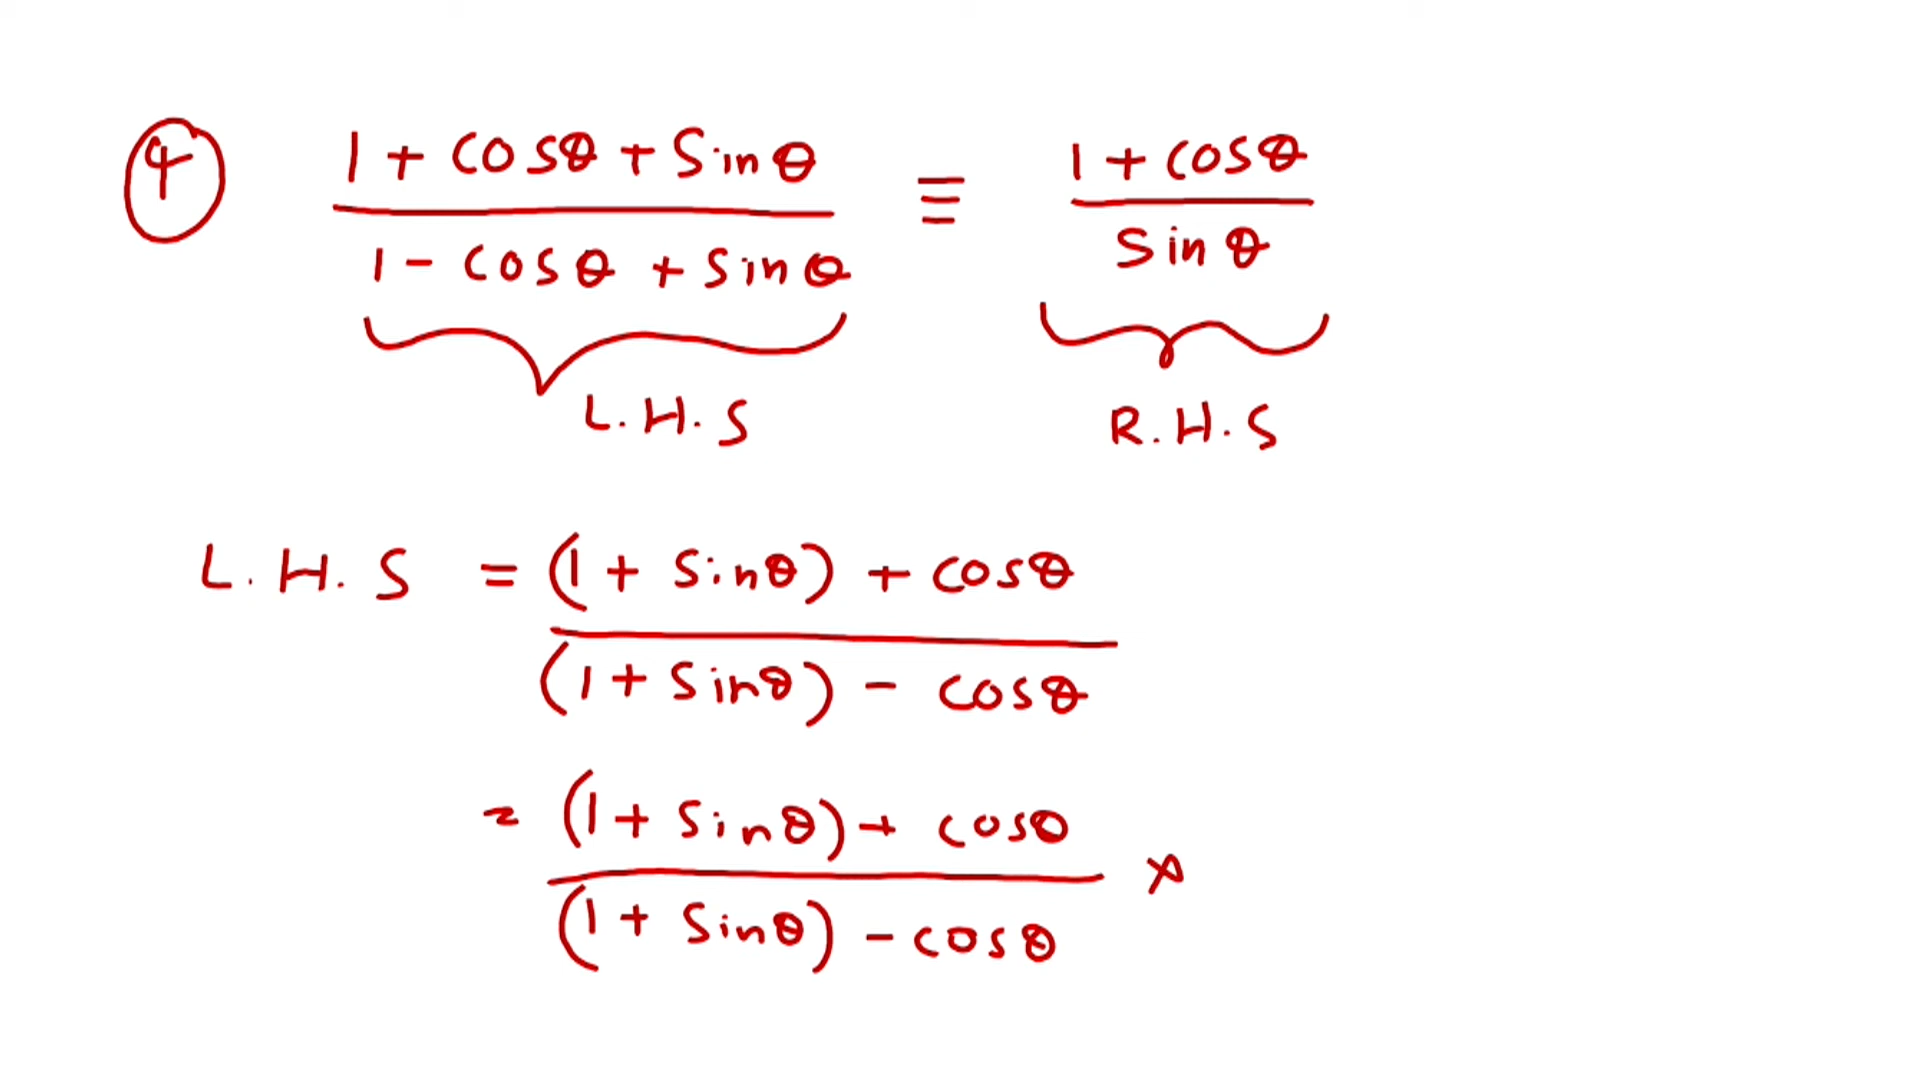 4 (1 + cosθ + sinθ)/(1 - cosθ + sinθ) ≡ (1 + cosθ)/(sinθ)
L.H.S R.H.S
L.H.S = ((1 + sinθ) + cosθ)/((1 + sinθ) - cosθ)
= ((1 + sinθ) + cosθ)/((1 + sinθ) - cosθ) ×